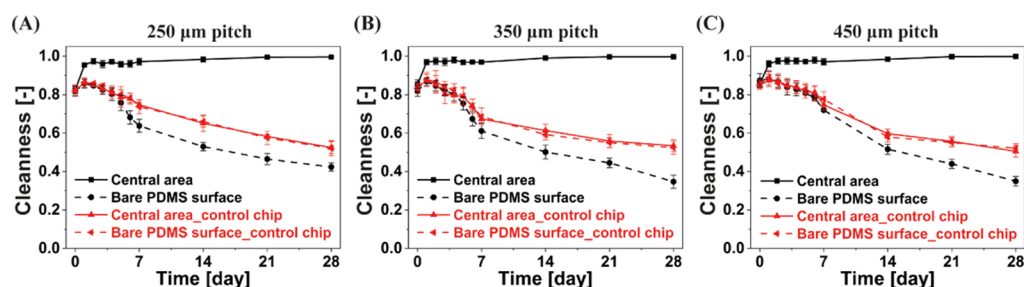 (A) 250 μm pitch
Cleanness [-]
1.0
0.8
0.6
0.4
0.2
0.0
Central area
Bare PDMS surface
Central area_control chip
Bare PDMS surface_control chip
0 7 14 21 28
Time [day]
(B) 350 μm pitch
Cleanness [-]
1.0
0.8
0.6
0.4
0.2
0.0
Central area
Bare PDMS surface
Central area_control chip
Bare PDMS surface_control chip
0 7 14 21 28
Time [day]
(C) 450 μm pitch
Cleanness [-]
1.0
0.8
0.6
0.4
0.2
0.0
Central area
Bare PDMS surface
Central area_control chip
Bare PDMS surface_control chip
0 7 14 21 28
Time [day]